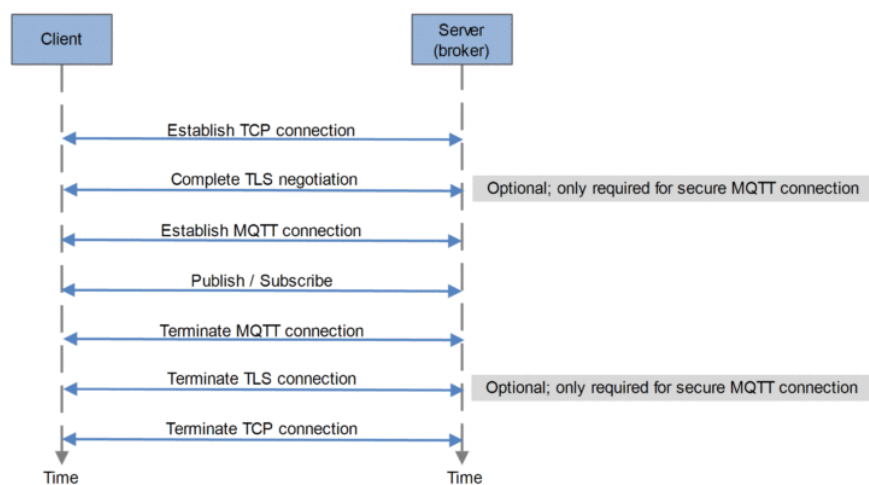 Client
Server
(broker)
Establish TCP connection
Complete TLS negotiation
Optional; only required for secure MQTT connection
Establish MQTT connection
Publish / Subscribe
Terminate MQTT connection
Terminate TLS connection
Optional; only required for secure MQTT connection
Terminate TCP connection
Time
Time